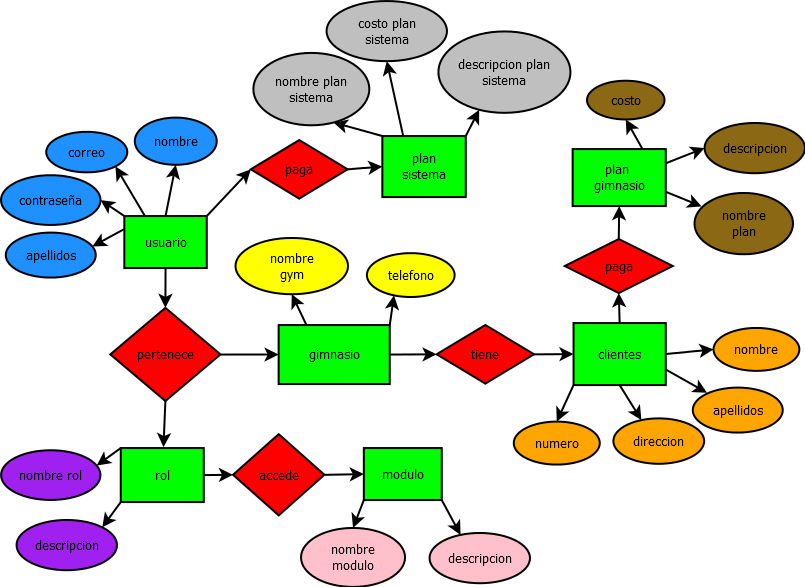 costo plan
sistema
nombre plan
sistema
descripcion plan
sistema
costo
correo
nombre
descripcion
paga
plan
sistema
plan
gimnasio
contraseña
usuario
nombre
plan
apellidos
nombre
gym
telefono
paga
pertenece
gimnasio
tiene
clientes
nombre
apellidos
numero
direccion
nombre rol
rol
accede
modulo
descripcion
nombre
modulo
descripcion